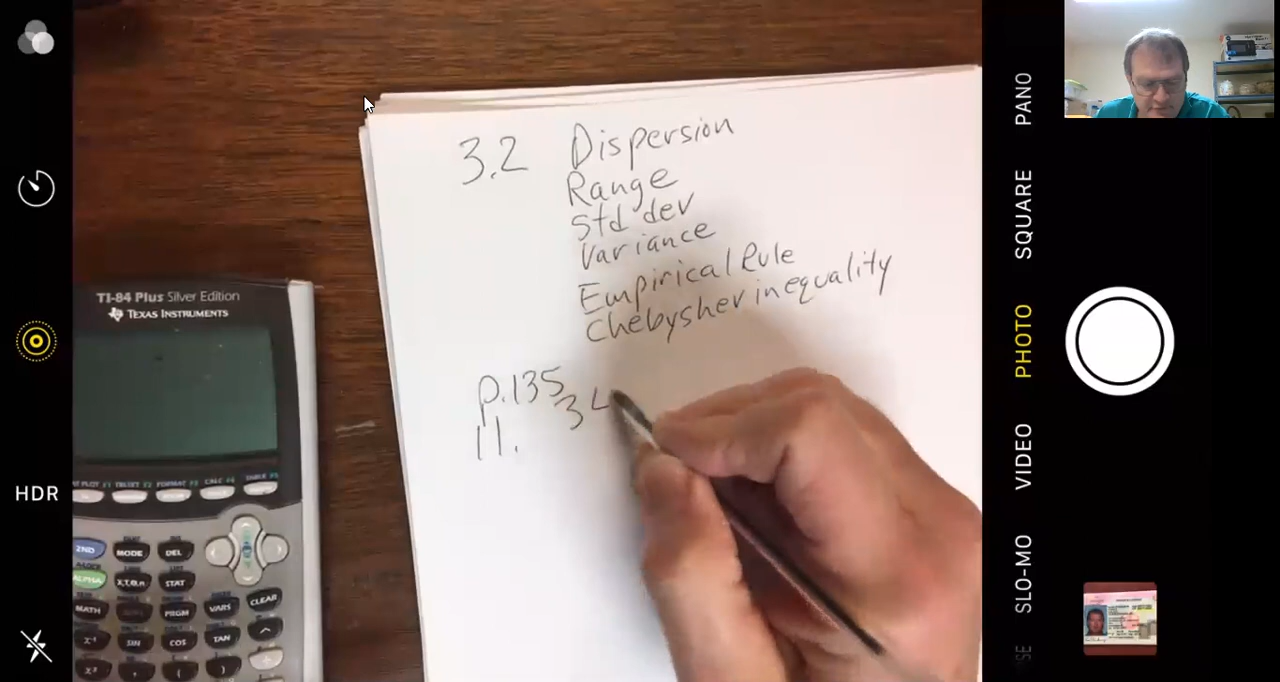 3.2 Dispersion
Range
Std dev
Variance
Empirical Rule
Chebyshev inequality
p.135
11. 3
TI-84 Plus Silver Edition
TEXAS INSTRUMENTS
2ND MODE DEL
ALPHA X,T,Θ,n STAT
MATH PRGM VARS CLEAR
SIN COS TAN
HDR
PANO
SQUARE
PHOTO
VIDEO
SLO-MO
SE